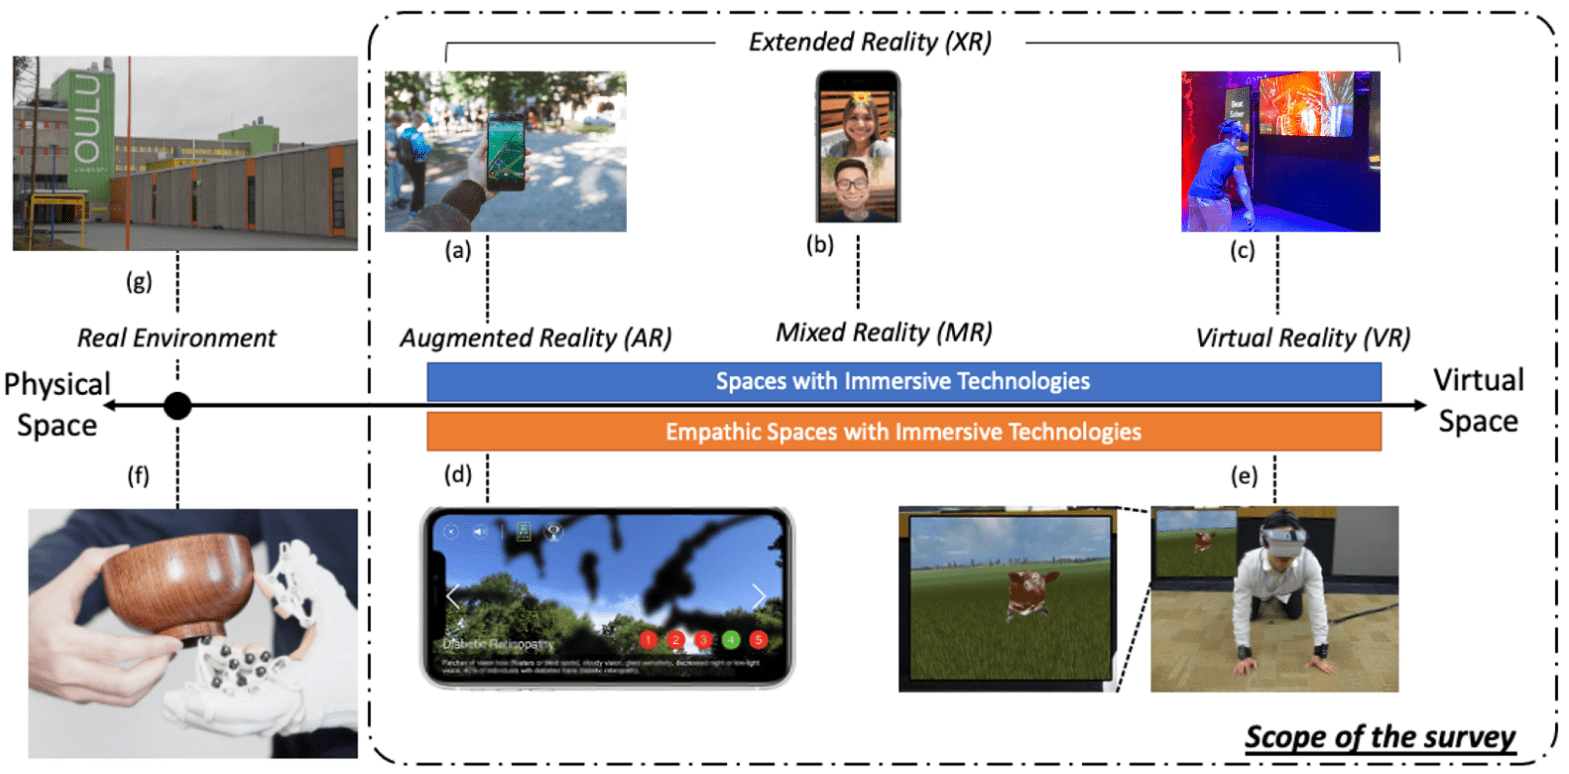 Extended Reality (XR)
OULU
Beat
Saber
(a)
(b)
(c)
(g)
Real Environment
Augmented Reality (AR)
Mixed Reality (MR)
Virtual Reality (VR)
Physical
Space
Spaces with Immersive Technologies
Virtual
Space
Empathic Spaces with Immersive Technologies
(f)
(d)
(e)
Diabetic Retinopathy
1 2 3 4 5
Scope of the survey